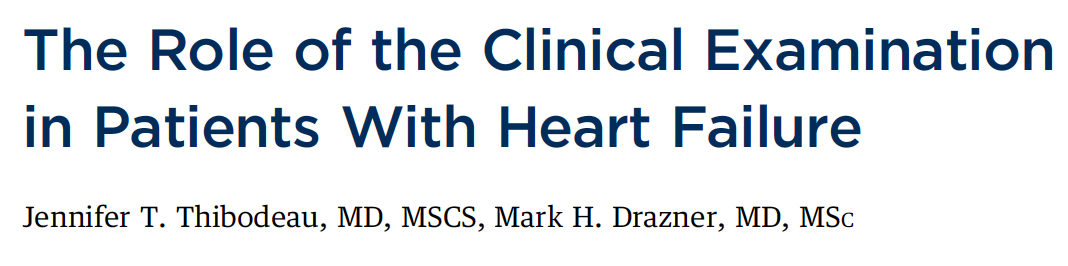 The Role of the Clinical Examination
in Patients With Heart Failure
Jennifer T. Thibodeau, MD, MSCS, Mark H. Drazner, MD, MSc